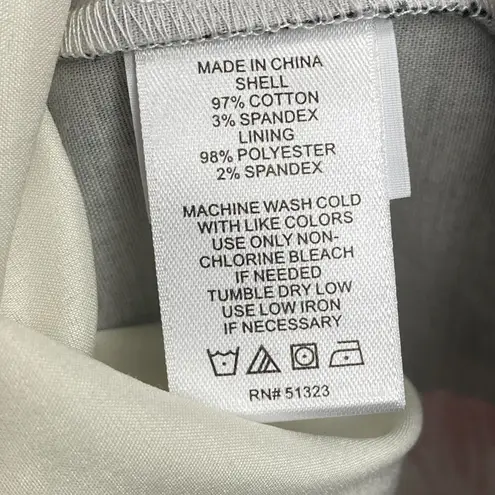 MADE IN CHINA
SHELL
97% COTTON
3% SPANDEX
LINING
98% POLYESTER
2% SPANDEX
MACHINE WASH COLD
WITH LIKE COLORS
USE ONLY NON-
CHLORINE BLEACH
IF NEEDED
TUMBLE DRY LOW
USE LOW IRON
IF NECESSARY
RN# 51323